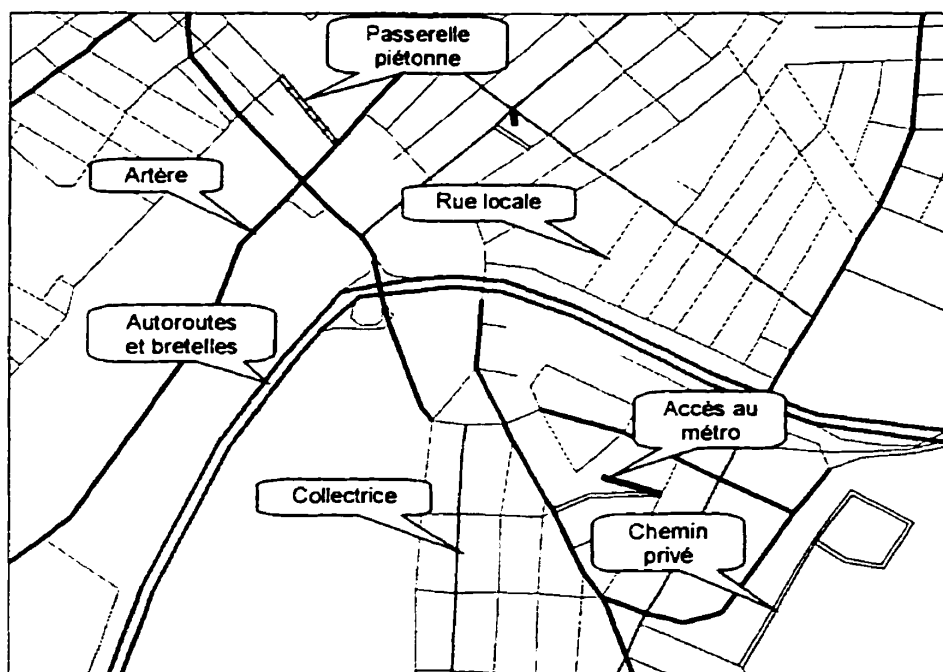 Passerelle
piétonne
Artère
Rue locale
Autoroutes
et bretelles
Accès au
métro
Collectrice
Chemin
privé